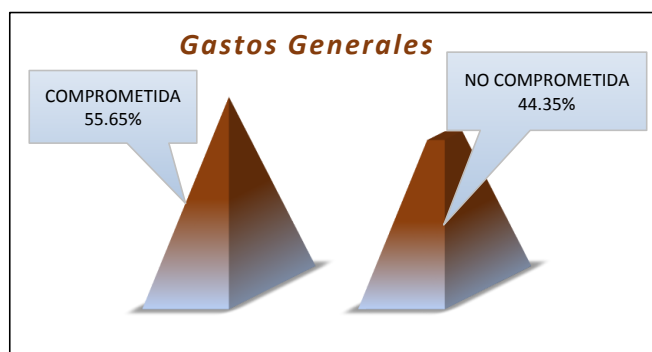 Gastos Generales
COMPROMETIDA
55.65%
NO COMPROMETIDA
44.35%